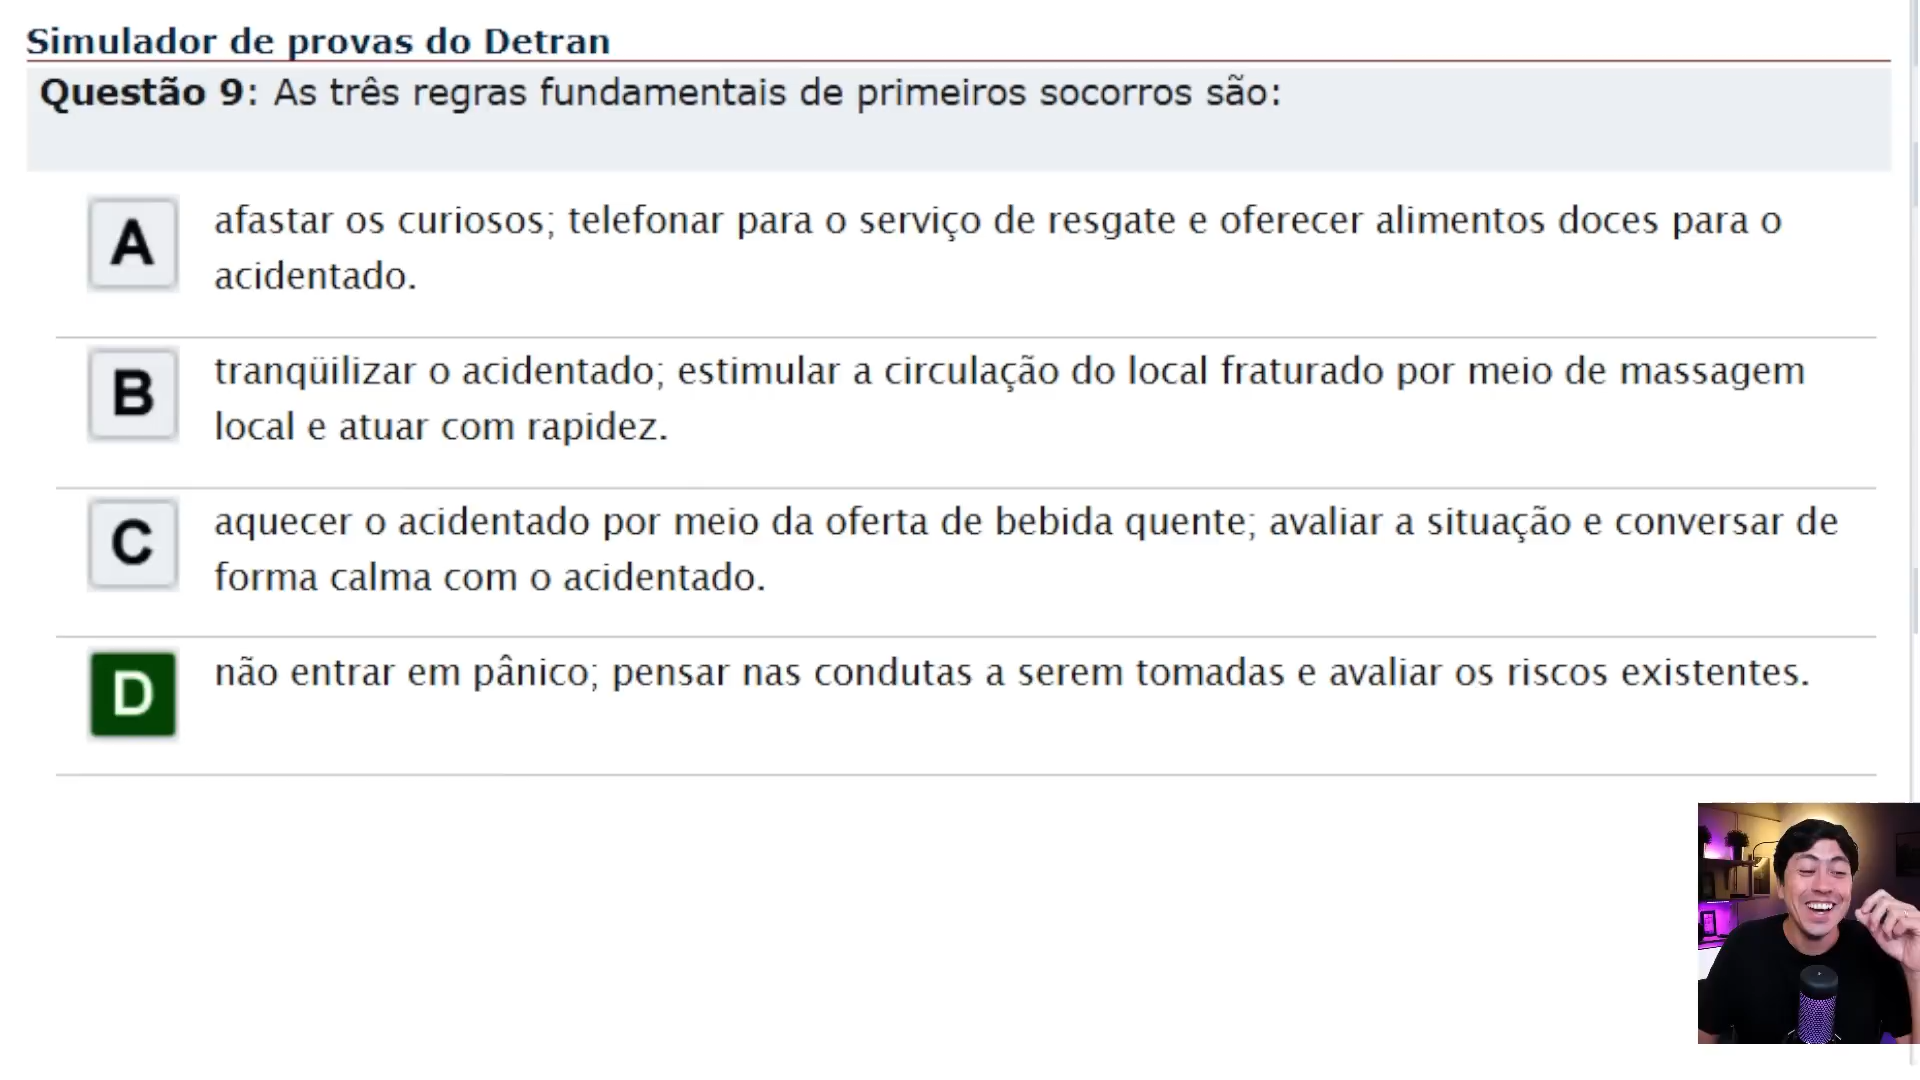 Simulador de provas do Detran
Questão 9: As três regras fundamentais de primeiros socorros são:
A
afastar os curiosos; telefonar para o serviço de resgate e oferecer alimentos doces para o
acidentado.
B
tranqüilizar o acidentado; estimular a circulação do local fraturado por meio de massagem
local e atuar com rapidez.
C
aquecer o acidentado por meio da oferta de bebida quente; avaliar a situação e conversar de
forma calma com o acidentado.
D
não entrar em pânico; pensar nas condutas a serem tomadas e avaliar os riscos existentes.